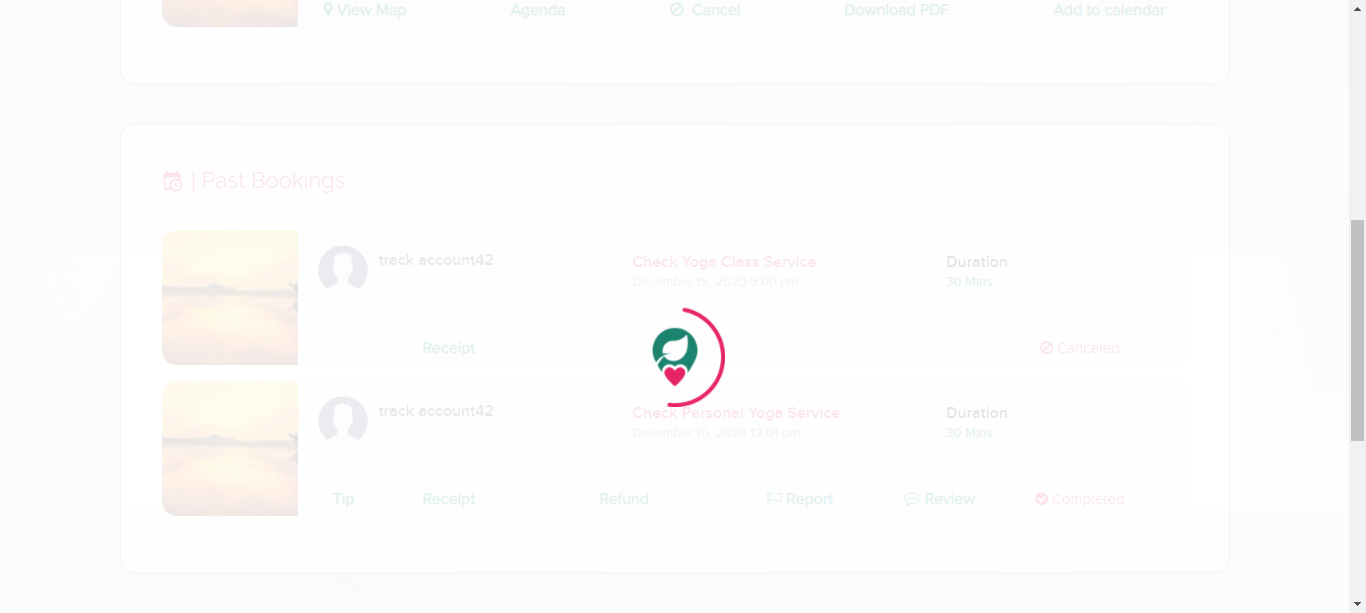 View Map Agenda Cancel Download PDF Add to calendar
| Past Bookings
track account42 Check Yoga Class Service Duration
December 15, 2020 9:00 pm 30 Mins
Receipt Canceled
track account42 Check Personal Yoga Service Duration
December 15, 2020 12:01 pm 30 Mins
Tip Receipt Refund Report Review Completed